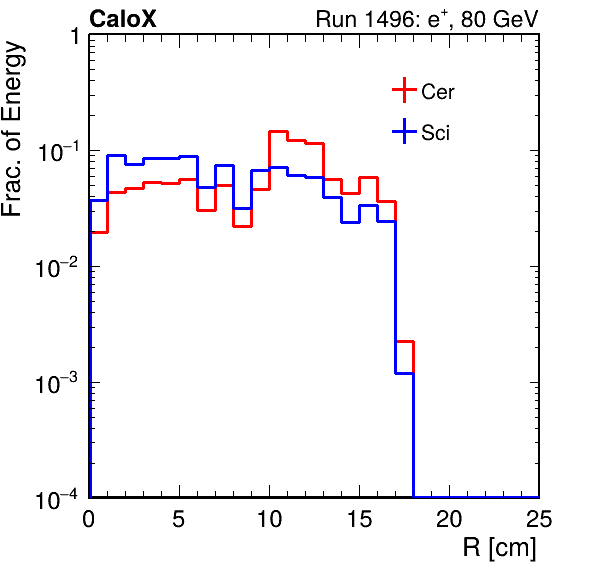 CaloX Run 1496: e⁺, 80 GeV
Frac. of Energy
1
10⁻¹
10⁻²
10⁻³
10⁻⁴
Cer
Sci
0 5 10 15 20 25
R [cm]